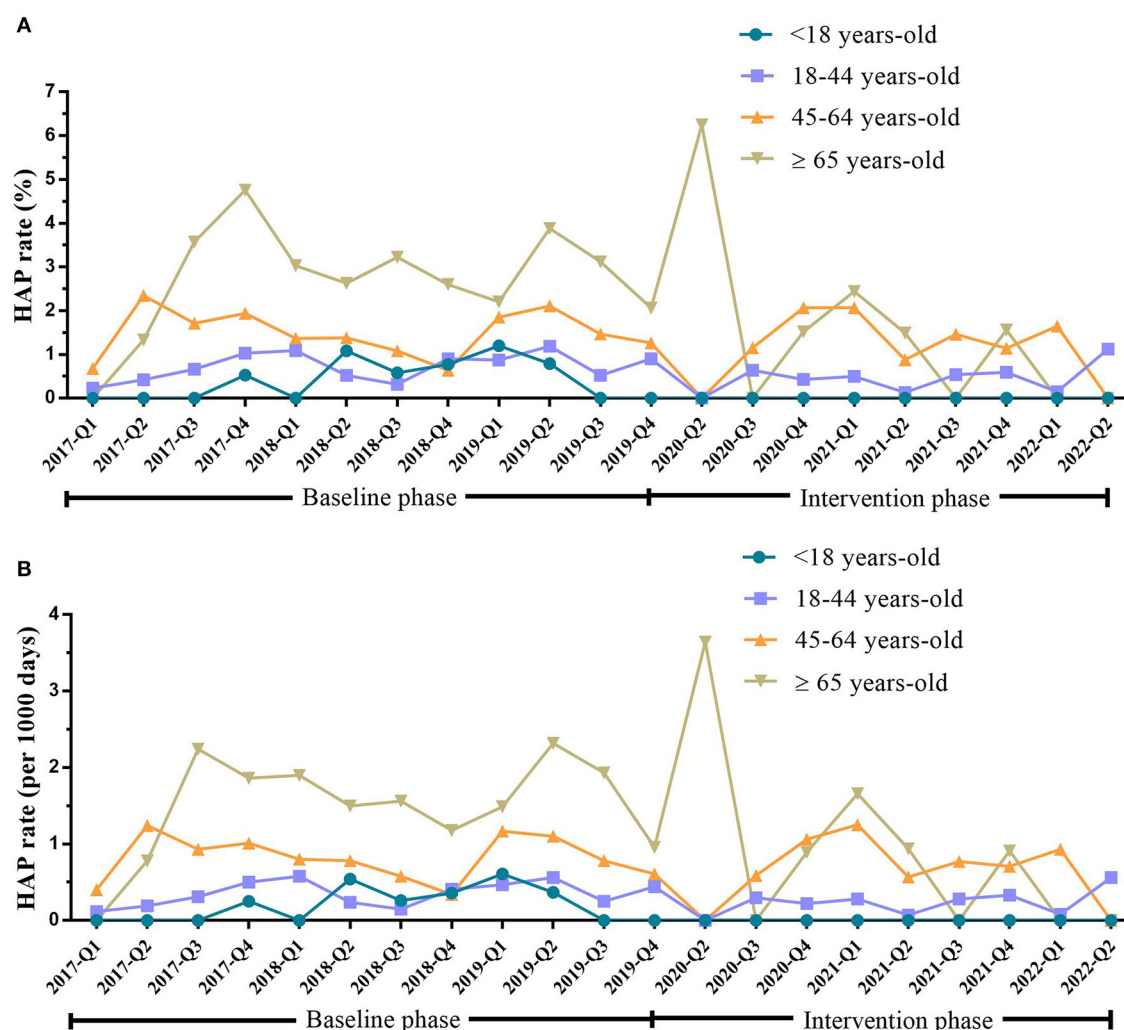 A
<18 years-old
18-44 years-old
45-64 years-old
≥ 65 years-old
HAP rate (%)
7
6
5
4
3
2
1
0
2017-Q1
2017-Q2
2017-Q3
2017-Q4
2018-Q1
2018-Q2
2018-Q3
2018-Q4
2019-Q1
2019-Q2
2019-Q3
2019-Q4
2020-Q2
2020-Q3
2020-Q4
2021-Q1
2021-Q2
2021-Q3
2021-Q4
2022-Q1
2022-Q2
Baseline phase
Intervention phase
B
<18 years-old
18-44 years-old
45-64 years-old
≥ 65 years-old
HAP rate (per 1000 days)
4
3
2
1
0
2017-Q1
2017-Q2
2017-Q3
2017-Q4
2018-Q1
2018-Q2
2018-Q3
2018-Q4
2019-Q1
2019-Q2
2019-Q3
2019-Q4
2020-Q2
2020-Q3
2020-Q4
2021-Q1
2021-Q2
2021-Q3
2021-Q4
2022-Q1
2022-Q2
Baseline phase
Intervention phase